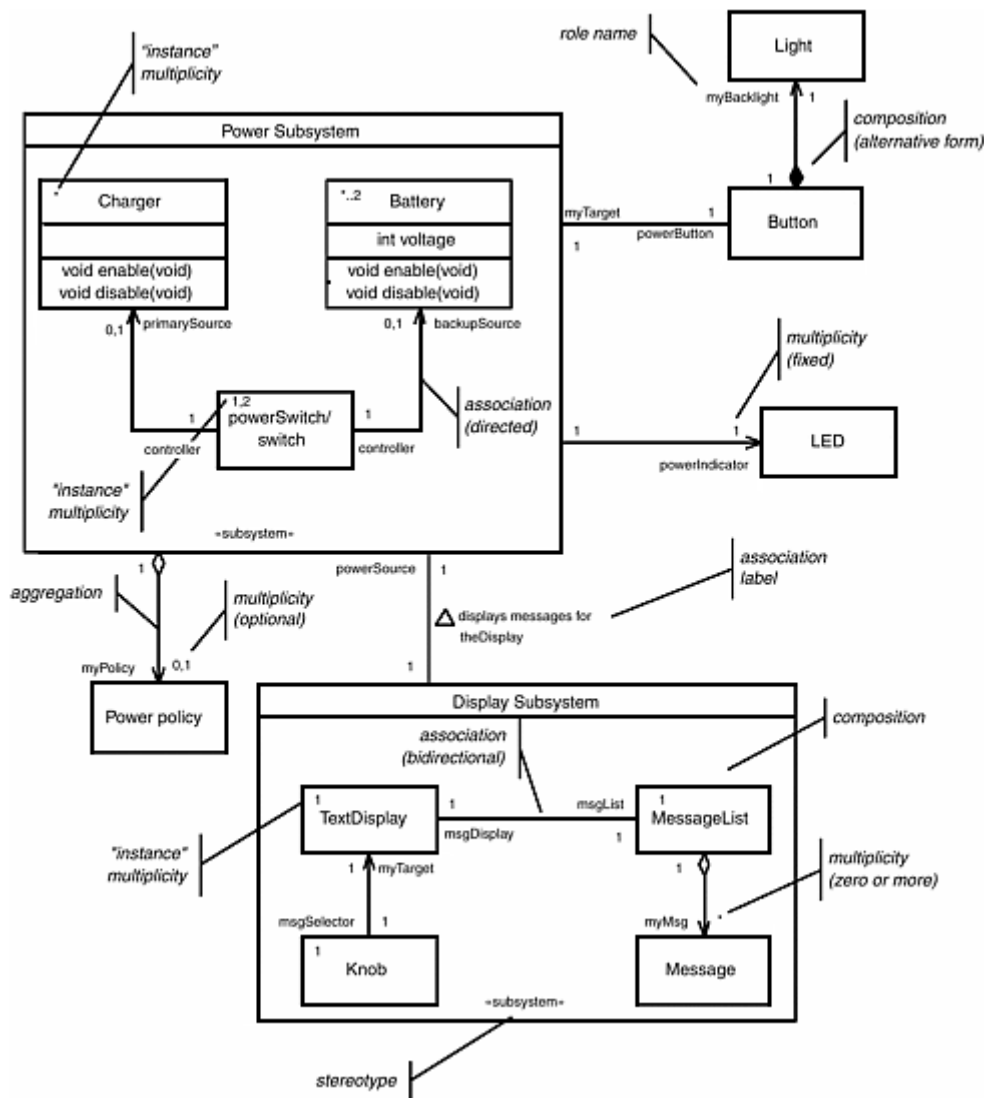 "instance"
multiplicity
role name
Light
myBacklight
1
composition
(alternative form)
1
Button
Power Subsystem
*
Charger
void enable(void)
void disable(void)
*..2
Battery
int voltage
void enable(void)
void disable(void)
myTarget
1
1
powerButton
0,1
primarySource
0,1
backupSource
multiplicity
(fixed)
1,2
powerSwitch/
switch
1
controller
1
controller
association
(directed)
1
1
powerIndicator
LED
"instance"
multiplicity
«subsystem»
1
aggregation
multiplicity
(optional)
myPolicy
0,1
Power policy
powerSource
1
association
label
displays messages for
theDisplay
1
Display Subsystem
association
(bidirectional)
composition
1
TextDisplay
1
msgDisplay
msgList
1
1
MessageList
"instance"
multiplicity
1
myTarget
1
multiplicity
(zero or more)
msgSelector
1
myMsg
*
1
Knob
Message
«subsystem»
stereotype